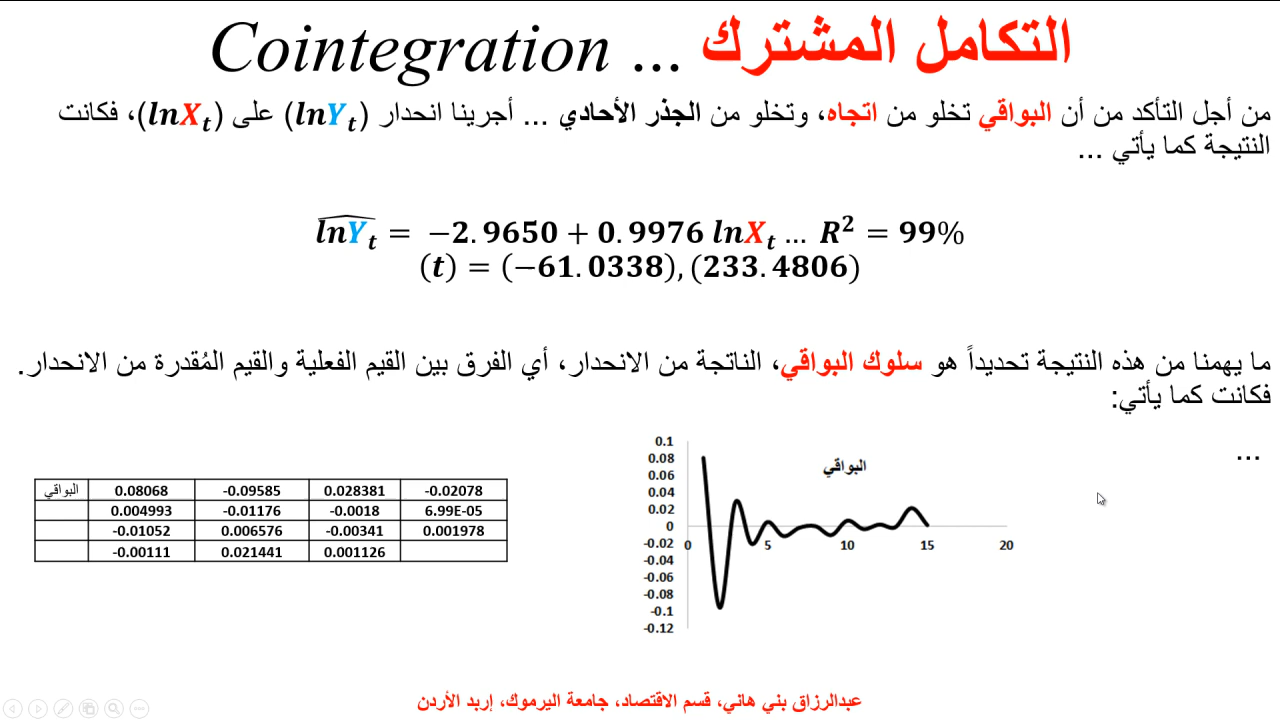 التكامل المشترك ... Cointegration
من أجل التأكد من أن البواقي تخلو من اتجاه، وتخلو من الجذر الأحادي ... أجرينا انحدار (lnYt) على (lnXt)، فكانت
النتيجة كما يأتي ...
lnYt = −2.9650 + 0.9976 lnXt ... R² = 99%
(t) = (−61.0338), (233.4806)
ما يهمنا من هذه النتيجة تحديداً هو سلوك البواقي، الناتجة من الانحدار، أي الفرق بين القيم الفعلية والقيم المُقدرة من الانحدار.
فكانت كما يأتي:
...
البواقي 0.08068 -0.09585 0.028381 -0.02078
0.004993 -0.01176 -0.0018 6.99E-05
-0.01052 0.006576 -0.00341 0.001978
-0.00111 0.021441 0.001126
البواقي
0.1
0.08
0.06
0.04
0.02
0
-0.02
-0.04
-0.06
-0.08
-0.1
-0.12
0 5 10 15 20
عبدالرزاق بني هاني، قسم الاقتصاد، جامعة اليرموك، إربد الأردن